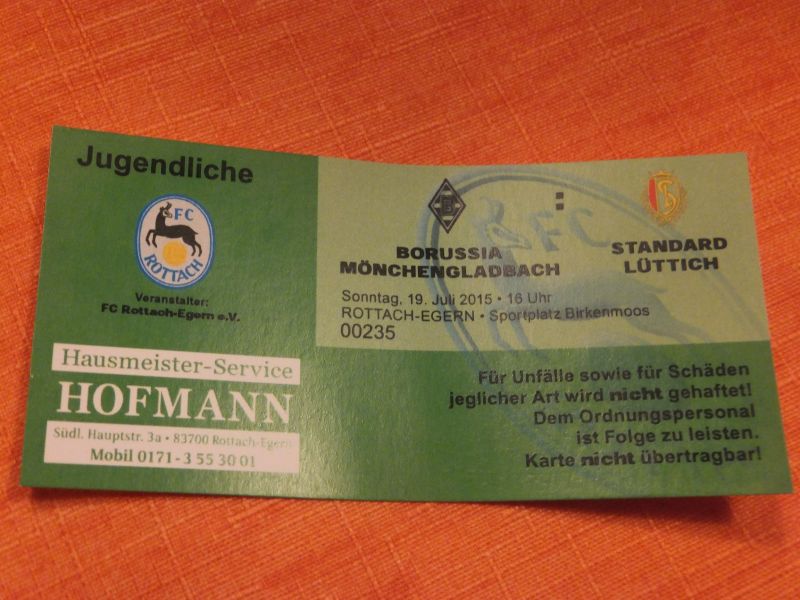 Jugendliche
FC
ROTTACH
Veranstalter:
FC Rottach-Egern e.V.
Hausmeister-Service
HOFMANN
Südl. Hauptstr. 3a • 83700 Rottach-Egern
Mobil 0171 - 3 55 30 01
:
BORUSSIA
MÖNCHENGLADBACH
STANDARD
LÜTTICH
Sonntag, 19. Juli 2015 • 16 Uhr
ROTTACH-EGERN • Sportplatz Birkenmoos
00235
FC
Für Unfälle sowie für Schäden
jeglicher Art wird nicht gehaftet!
Dem Ordnungspersonal
ist Folge zu leisten.
Karte nicht übertragbar!